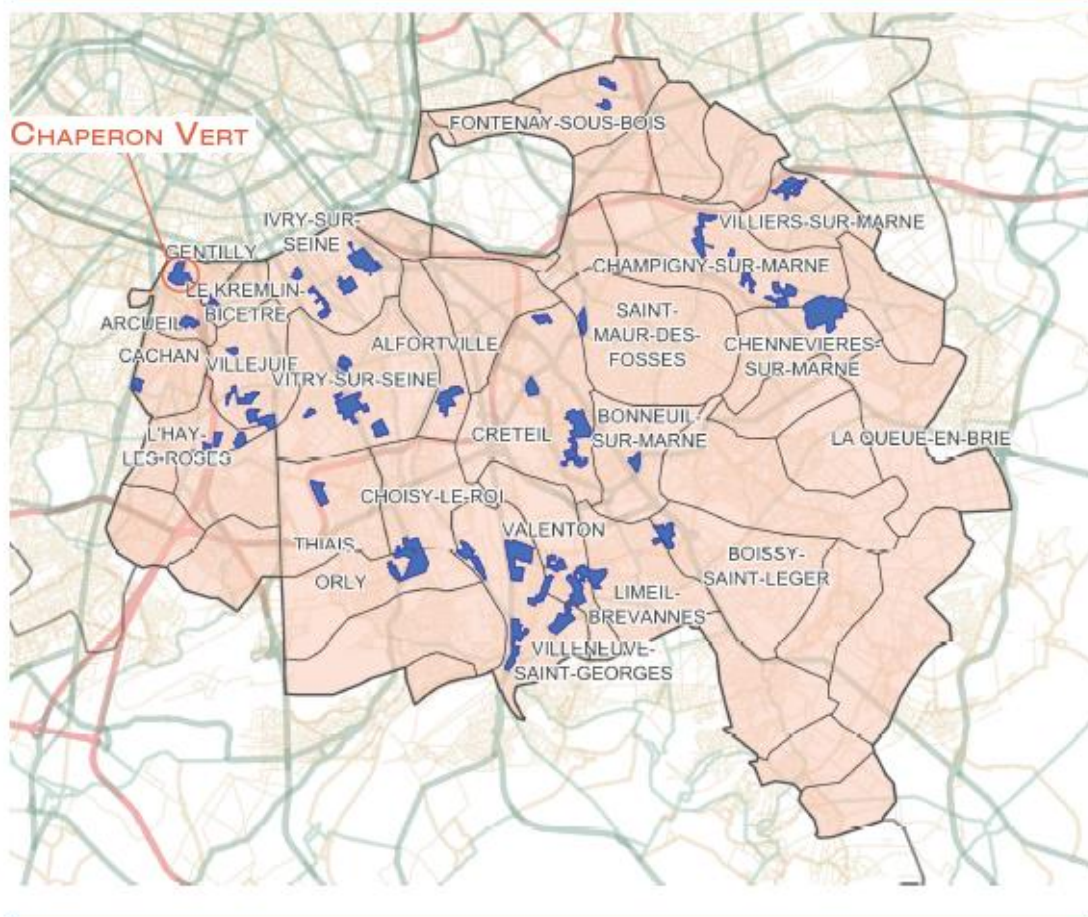 FONTENAY-SOUS-BOIS
CHAPERON VERT
IVRY-SUR-
SEINE
VILLIERS-SUR-MARNE
GENTILLY
CHAMPIGNY-SUR-MARNE
LE KREMLIN-
BICETRE
ARCUEIL
SAINT-
MAUR-DES-
FOSSES
ALFORTVILLE
CHENNEVIERES-
SUR-MARNE
CACHAN
VILLEJUIF
VITRY-SUR-SEINE
BONNEUIL-
SUR-MARNE
CRETEIL
L'HAY-
LES-ROSES
LA QUEUE-EN-BRIE
CHOISY-LE-ROI
VALENTON
THIAIS
BOISSY-
SAINT-LEGER
ORLY
LIMEIL-
BREVANNES
VILLENEUVE-
SAINT-GEORGES